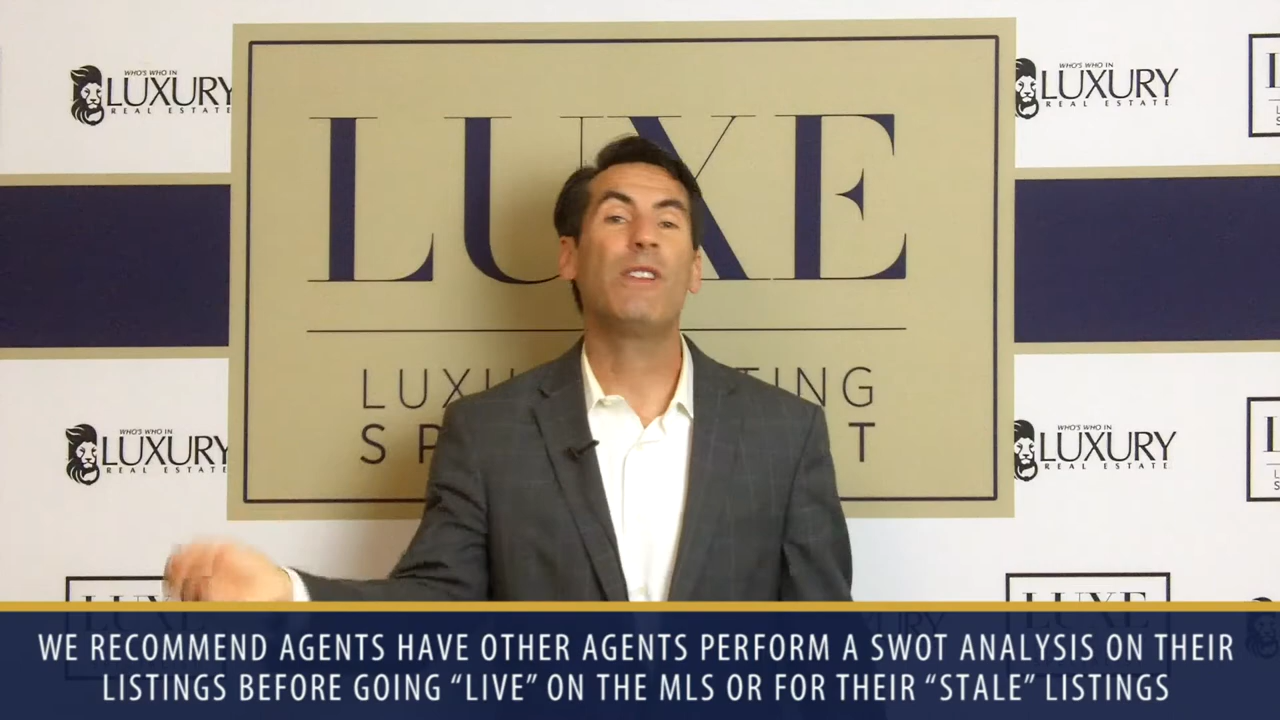 WHO'S WHO IN
LUXURY
REAL ESTATE
WHO'S WHO IN
LUXURY
REAL ESTATE
LUXE
WHO'S WHO IN
LUXURY
REAL ESTATE
WHO'S WHO IN
LUXURY
REAL ESTATE
LUXE
LUXE
WE RECOMMEND AGENTS HAVE OTHER AGENTS PERFORM A SWOT ANALYSIS ON THEIR
LISTINGS BEFORE GOING “LIVE” ON THE MLS OR FOR THEIR “STALE” LISTINGS